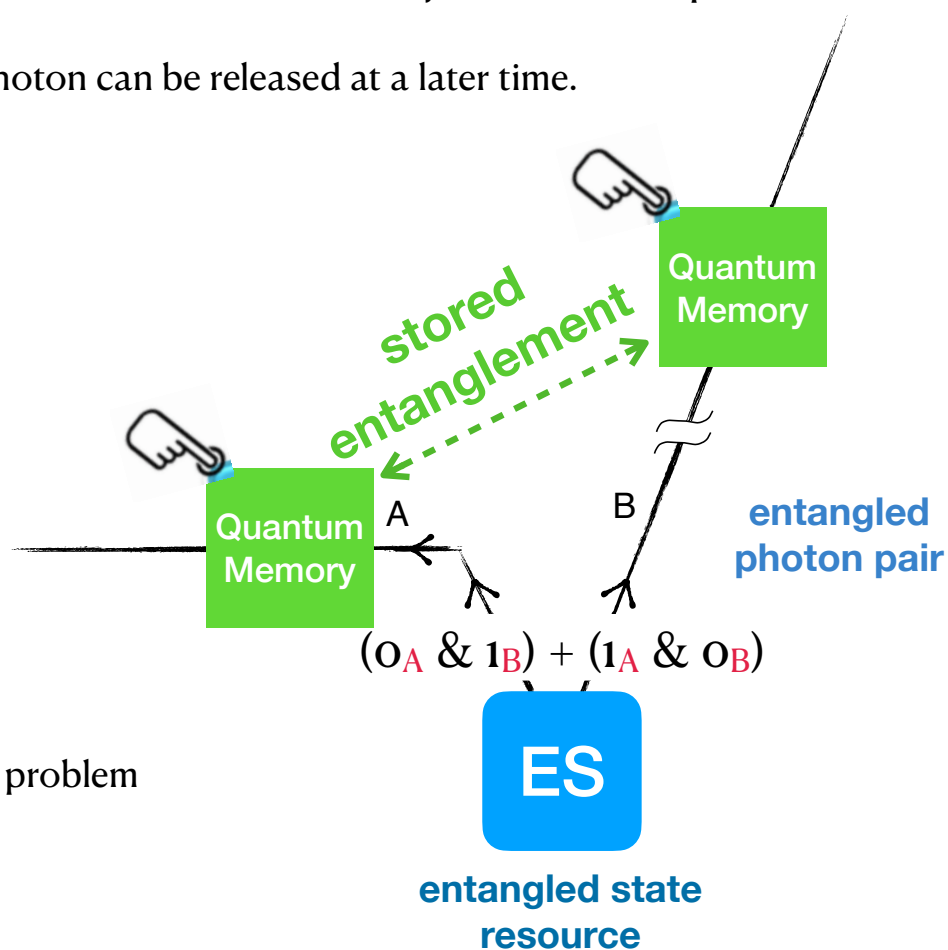 hoton can be released at a later time.
Quantum
Memory
stored
entanglement
Quantum
Memory
A
B
entangled
photon pair
(0A & 1B) + (1A & 0B)
ES
problem
entangled state
resource